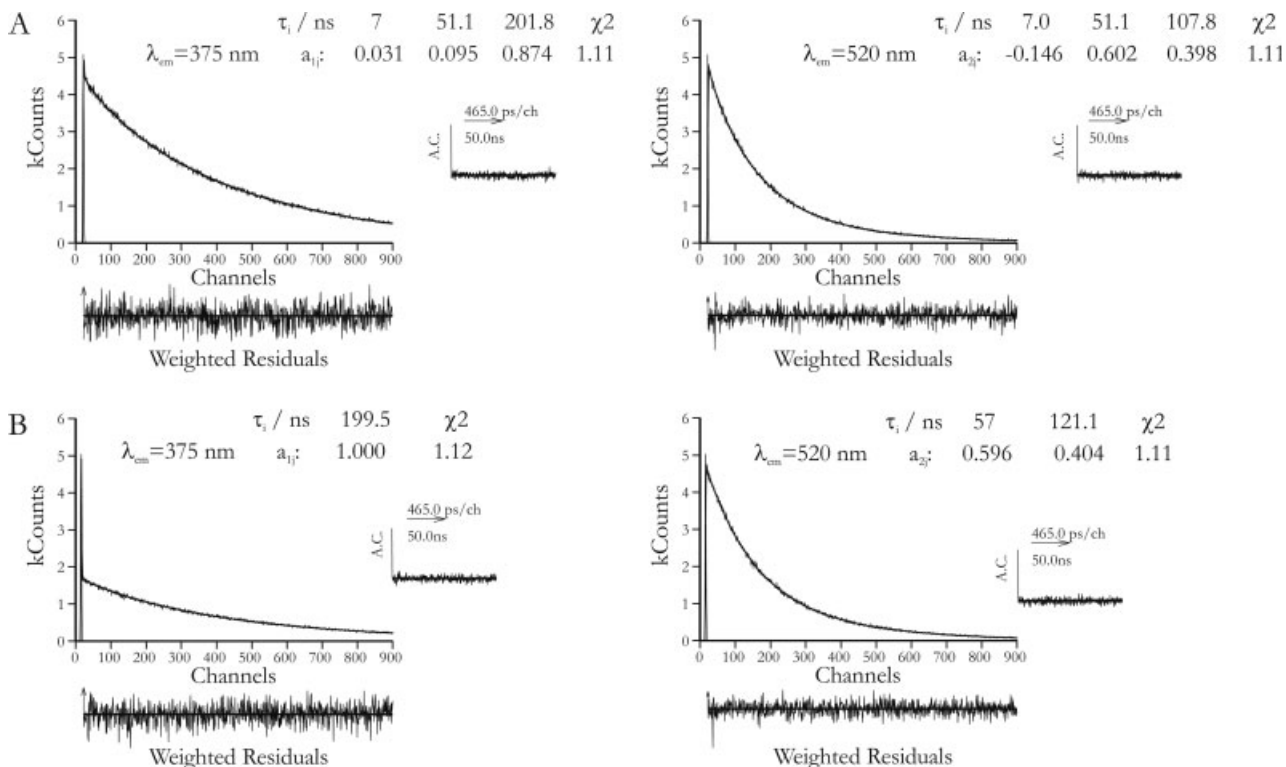 A
τi / ns 7 51.1 201.8 χ2
λem=375 nm a1j: 0.031 0.095 0.874 1.11
kCounts
6
5
4
3
2
1
0
0 100 200 300 400 500 600 700 800 900
Channels
465.0 ps/ch
50.0ns
A.C.
Weighted Residuals
τi / ns 7.0 51.1 107.8 χ2
λem=520 nm a2j: -0.146 0.602 0.398 1.11
kCounts
6
5
4
3
2
1
0
0 100 200 300 400 500 600 700 800 900
Channels
465.0 ps/ch
50.0ns
A.C.
Weighted Residuals
B
τi / ns 199.5 χ2
λem=375 nm a1j: 1.000 1.12
kCounts
6
5
4
3
2
1
0
0 100 200 300 400 500 600 700 800 900
Channels
465.0 ps/ch
50.0ns
A.C.
Weighted Residuals
τi / ns 57 121.1 χ2
λem=520 nm a2j: 0.596 0.404 1.11
kCounts
6
5
4
3
2
1
0
0 100 200 300 400 500 600 700 800 900
Channels
465.0 ps/ch
50.0ns
A.C.
Weighted Residuals